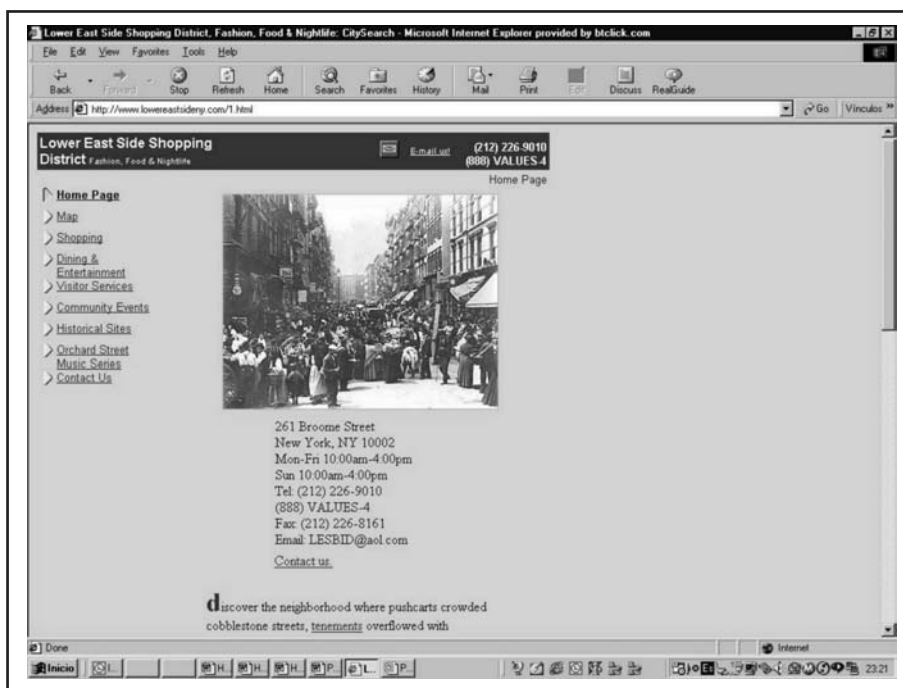 Lower East Side Shopping District, Fashion, Food & Nightlife: CitySearch - Microsoft Internet Explorer provided by btclick.com
File Edit View Favorites Tools Help
Back Forward Stop Refresh Home Search Favorites History Mail Print Edit Discuss RealGuide
Address http://www.lowereastsideny.com/1.html Go Vínculos »
Lower East Side Shopping
District Fashion, Food & Nightlife
E-mail us!
(212) 226-9010
(888) VALUES-4
Home Page
Home Page
Map
Shopping
Dining &
Entertainment
Visitor Services
Community Events
Historical Sites
Orchard Street
Music Series
Contact Us
261 Broome Street
New York, NY 10002
Mon-Fri 10:00am-4:00pm
Sun 10:00am-4:00pm
Tel: (212) 226-9010
(888) VALUES-4
Fax: (212) 226-8161
Email: LESBID@aol.com
Contact us.
discover the neighborhood where pushcarts crowded
cobblestone streets, tenements overflowed with
Done Internet
Inicio H... H... H... P... L... P... 23:21